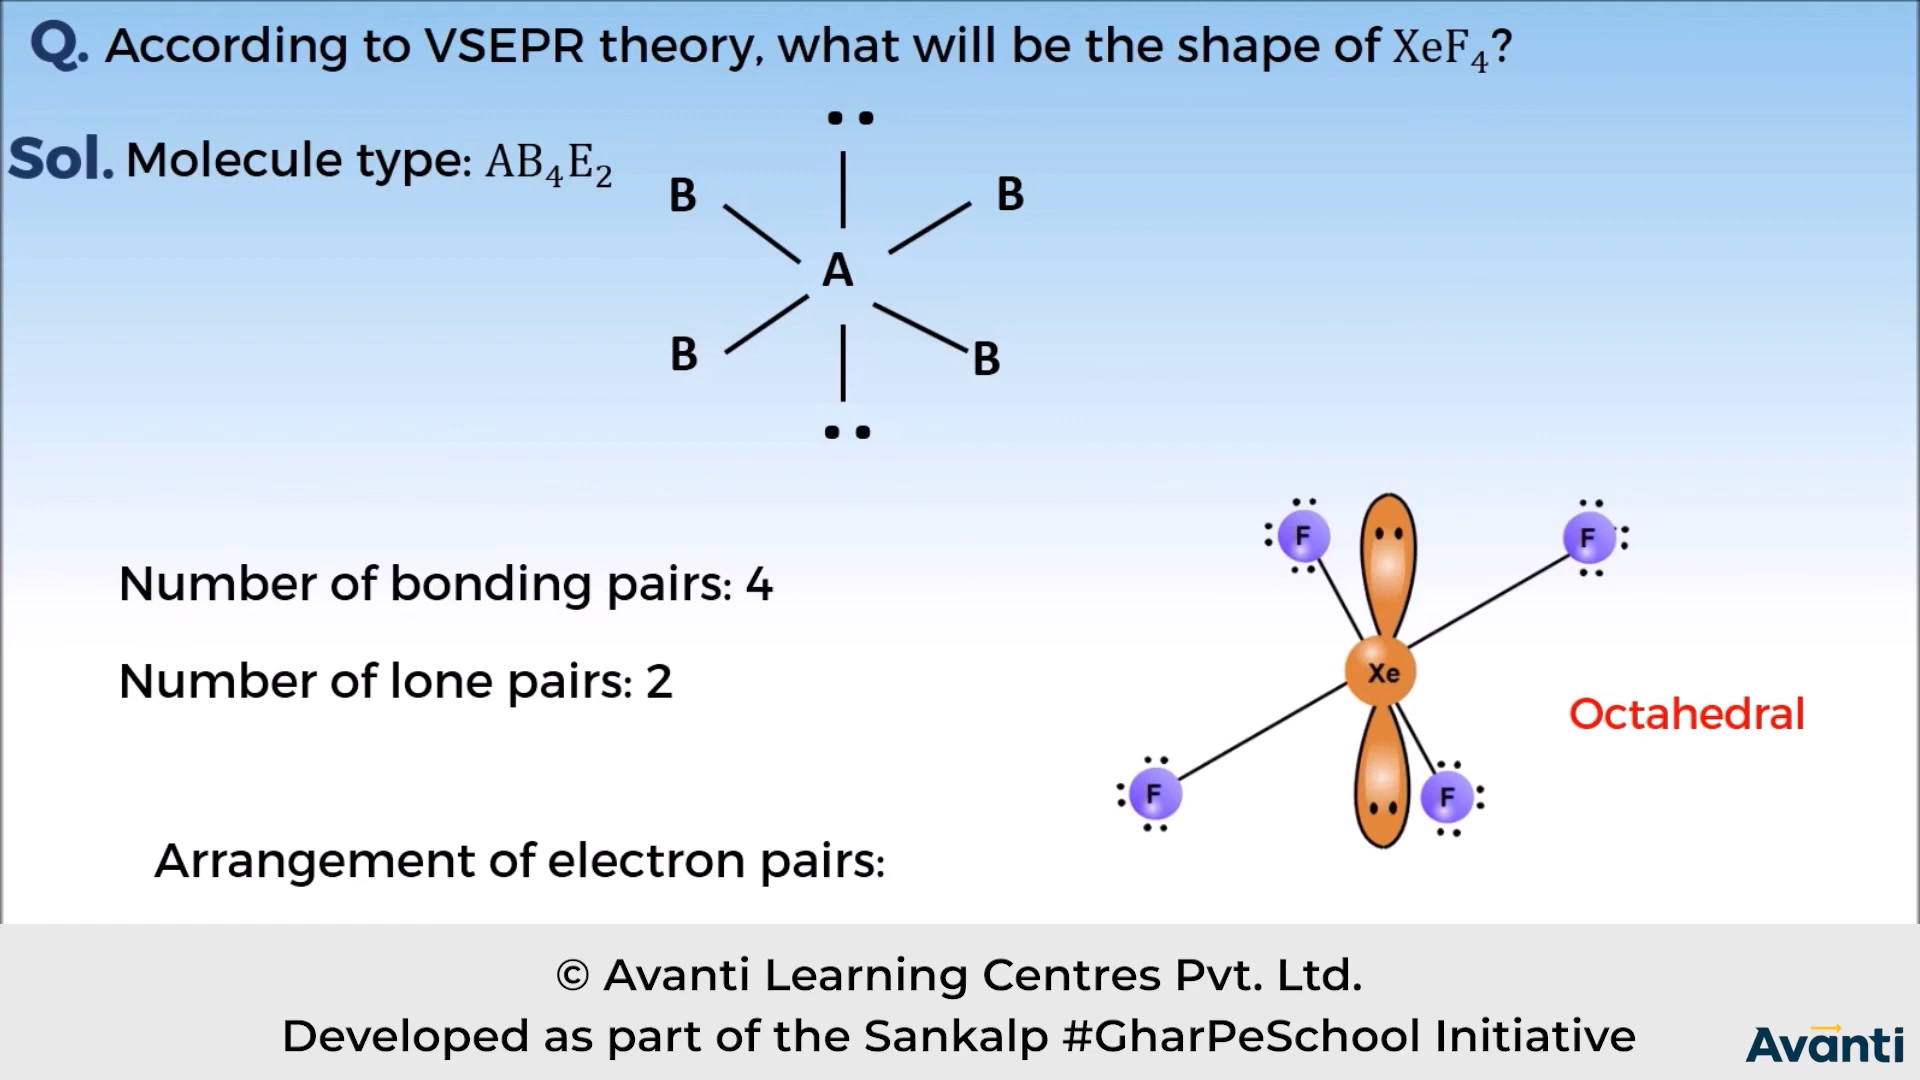 Q. According to VSEPR theory, what will be the shape of XeF₄?
Sol. Molecule type: AB₄E₂
B
B
A
B
B
Number of bonding pairs: 4
Number of lone pairs: 2
F
F
Xe
Octahedral
F
F
Arrangement of electron pairs:
© Avanti Learning Centres Pvt. Ltd.
Developed as part of the Sankalp #GharPeSchool Initiative
Avanti